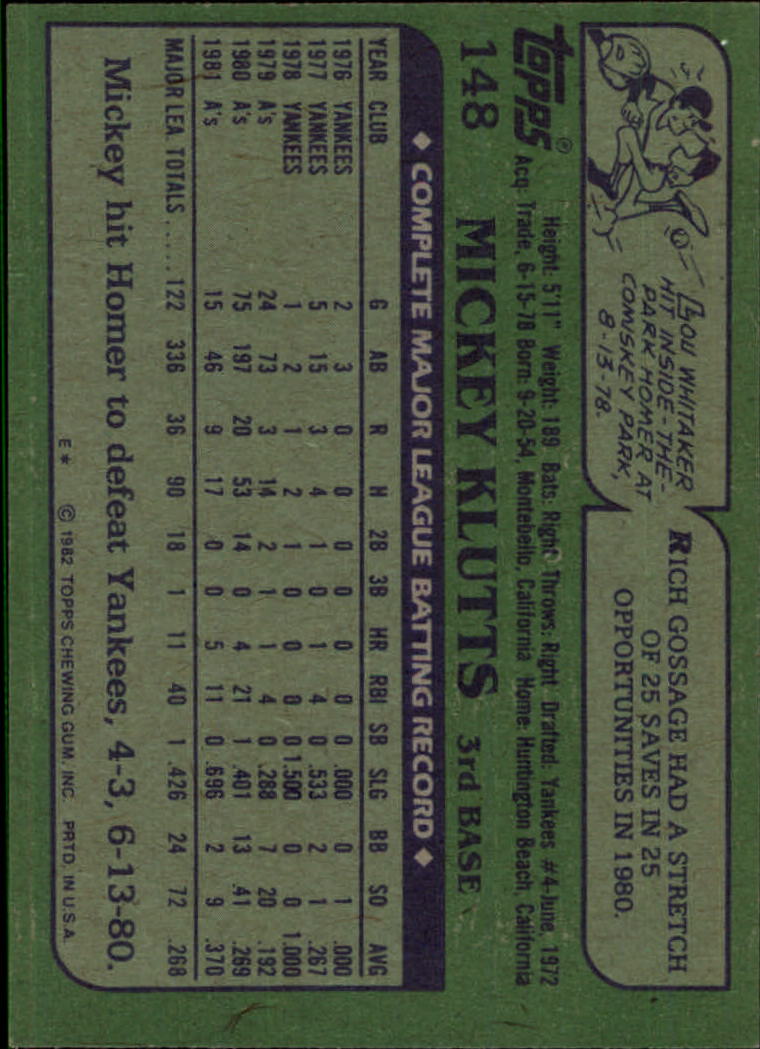 LOU WHITAKER
HIT INSIDE-THE-
PARK HOMER AT
COMISKEY PARK,
8-13-78.
RICH GOSSAGE HAD A STRETCH
OF 25 SAVES IN 25
OPPORTUNITIES IN 1980.
topps®
Height: 5'11" Weight: 189 Bats: Right Throws: Right Drafted: Yankees #4-June, 1972
Acq: Trade, 6-15-78 Born: 9-20-54, Montebello, California Home: Huntington Beach, California
148 MICKEY KLUTTS 3rd BASE
◆ COMPLETE MAJOR LEAGUE BATTING RECORD ◆
YEAR CLUB G AB R H 2B 3B HR RBI SB SLG BB SO AVG
1976 YANKEES 2 3 0 0 0 0 0 0 0 .000 0 1 .000
1977 YANKEES 5 15 3 4 1 0 1 4 0 .533 2 1 .267
1978 YANKEES 1 2 1 2 1 0 0 0 0 1.500 0 0 1.000
1979 A's 24 73 3 14 2 1 1 4 0 .288 7 20 .192
1980 A's 75 197 20 53 14 0 4 21 1 .401 13 41 .269
1981 A's 15 46 9 17 0 0 5 11 0 .696 2 9 .370
MAJOR LEA TOTALS ..... 122 336 36 90 18 1 11 40 1 .426 24 72 .268
Mickey hit Homer to defeat Yankees, 4-3, 6-13-80.
E* © 1982 TOPPS CHEWING GUM, INC. PRTD. IN U.S.A.